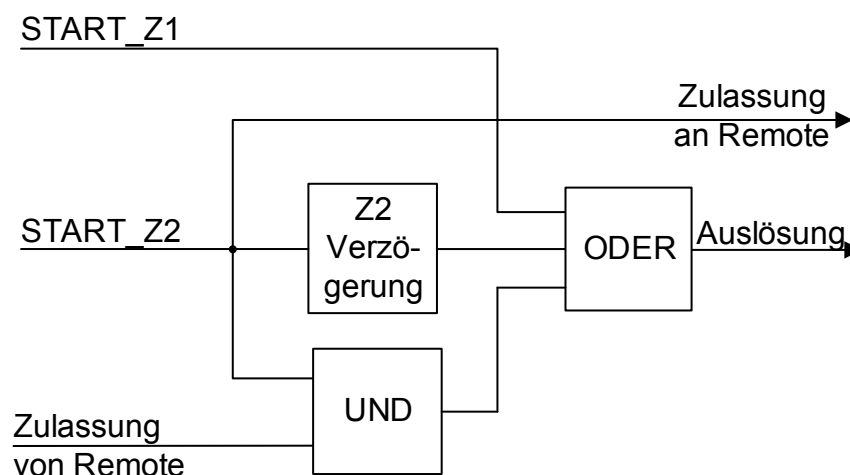 START_Z1
Zulassung
an Remote
START_Z2
Z2
Verzö-
gerung
ODER
Auslösung
UND
Zulassung
von Remote